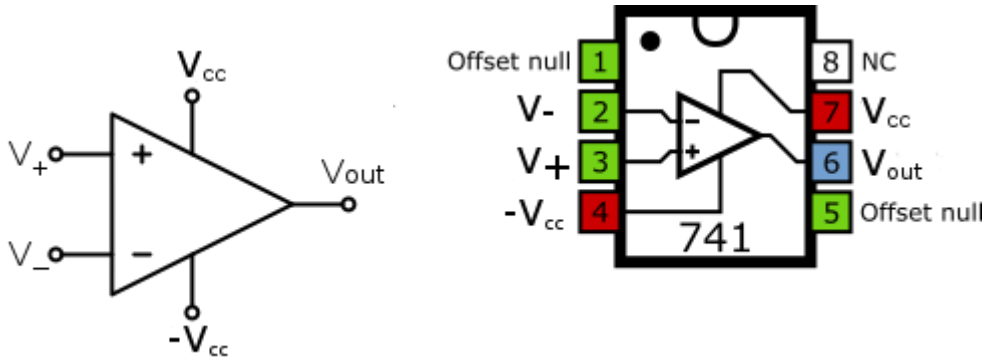 Vcc
V+
+
Vout
V_
−
-Vcc
Offset null 1
8 NC
V- 2
−
7 Vcc
V+ 3
+
6 Vout
-Vcc 4
5 Offset null
741